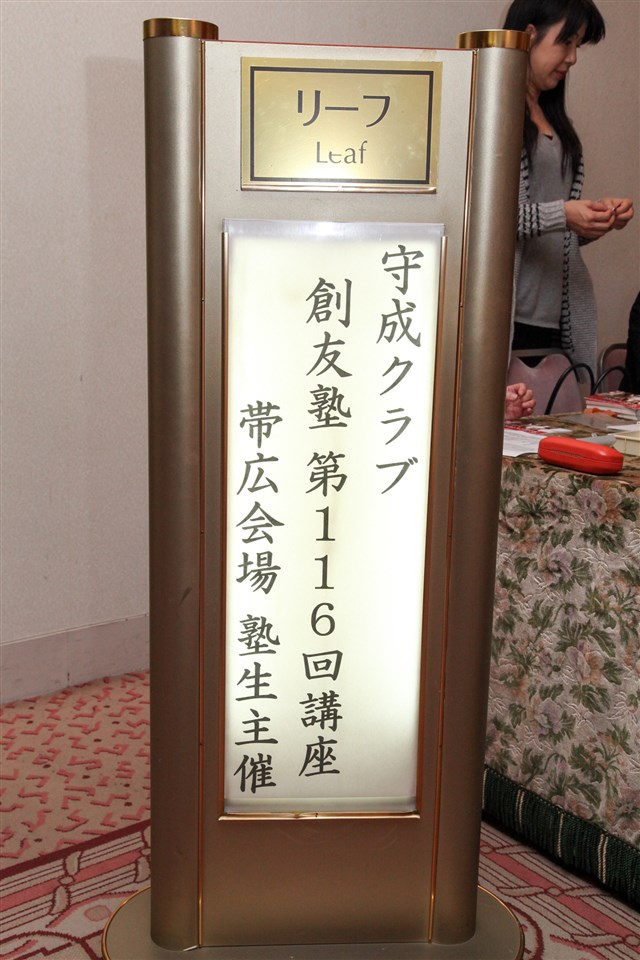 リーフ
Leaf
守成クラブ
創友塾 第116回講座
帯広会場 塾生主催